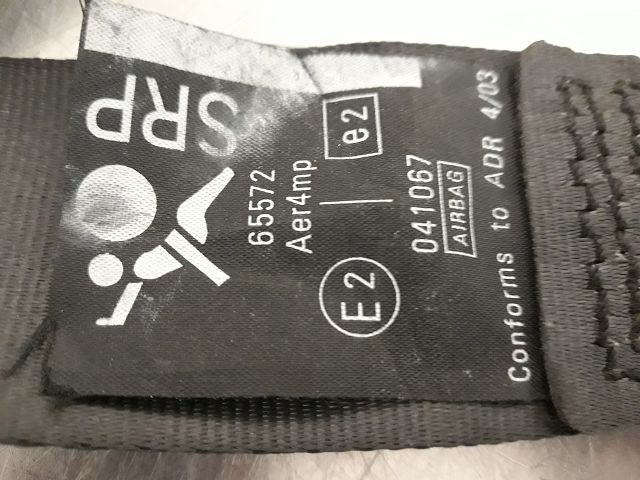 SRP
65572
Aer4mp
E2 e2
041067
AIRBAG
Conforms to ADR 4/03